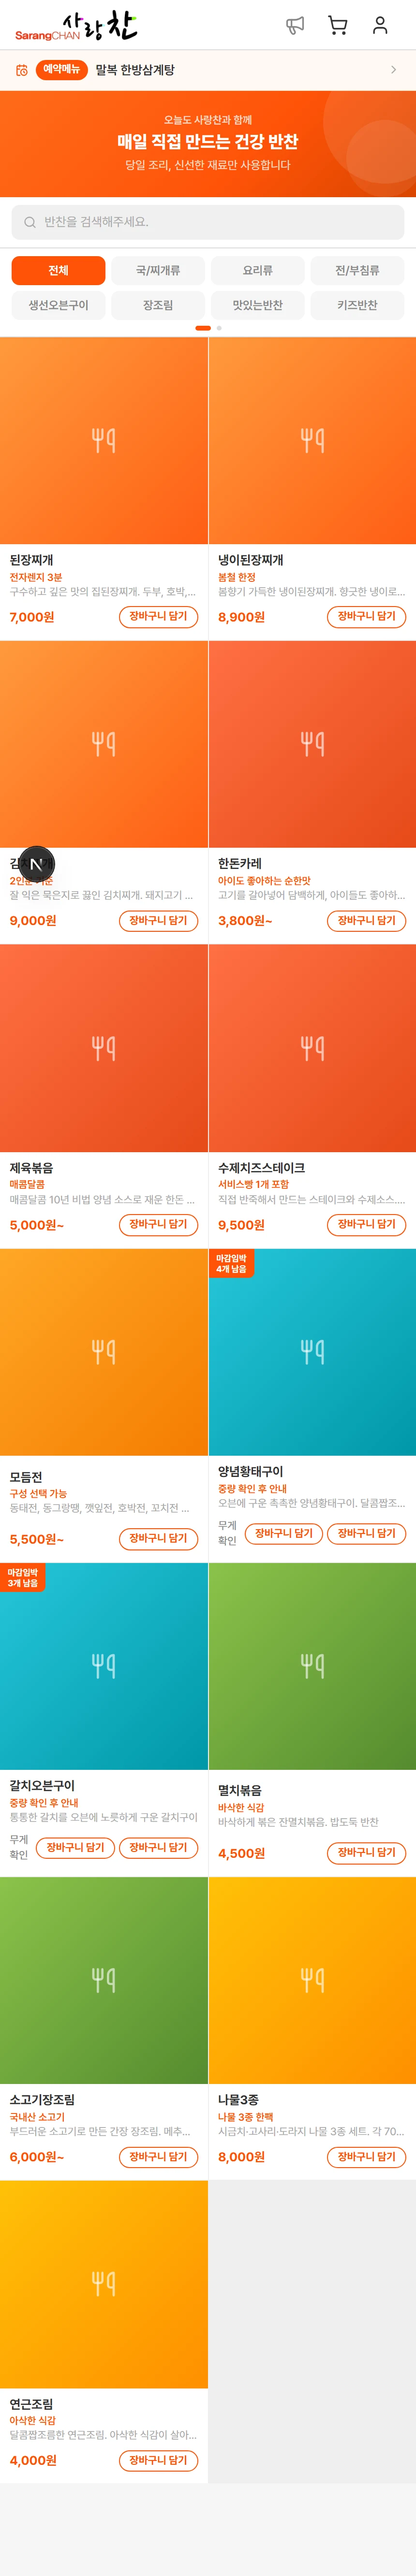 사랑찬
SarangCHAN
예약메뉴 말복 한방삼계탕
오늘도 사랑찬과 함께
매일 직접 만드는 건강 반찬
당일 조리, 신선한 재료만 사용합니다
반찬을 검색해주세요.
전체 국/찌개류 요리류 전/부침류
생선오븐구이 장조림 맛있는반찬 키즈반찬
된장찌개
전자렌지 3분
구수하고 깊은 맛의 집된장찌개. 두부, 호박,...
7,000원 장바구니 담기
냉이된장찌개
봄철 한정
봄향기 가득한 냉이된장찌개. 향긋한 냉이로...
8,900원 장바구니 담기
N
잘 익은 묵은지로 끓인 김치찌개. 돼지고기 ...
9,000원 장바구니 담기
한돈카레
아이도 좋아하는 순한맛
고기를 갈아넣어 담백하게, 아이들도 좋아하...
3,800원~ 장바구니 담기
제육볶음
매콤달콤
매콤달콤 10년 비법 양념 소스로 재운 한돈 ...
5,000원~ 장바구니 담기
수제치즈스테이크
서비스빵 1개 포함
직접 반죽해서 만드는 스테이크와 수제소스....
9,500원 장바구니 담기
모듬전
구성 선택 가능
동태전, 동그랑땡, 깻잎전, 호박전, 꼬치전 ...
5,500원~ 장바구니 담기
마감임박
4개 남음
양념황태구이
중량 확인 후 안내
오븐에 구운 촉촉한 양념황태구이. 달콤짭조...
무게
확인
장바구니 담기 장바구니 담기
마감임박
3개 남음
갈치오븐구이
중량 확인 후 안내
통통한 갈치를 오븐에 노릇하게 구운 갈치구이
무게
확인
장바구니 담기 장바구니 담기
멸치볶음
바삭한 식감
바삭하게 볶은 잔멸치볶음. 밥도둑 반찬
4,500원 장바구니 담기
소고기장조림
국내산 소고기
부드러운 소고기로 만든 간장 장조림. 메추...
6,000원~ 장바구니 담기
나물3종
나물 3종 한팩
시금치·고사리·도라지 나물 3종 세트. 각 70...
8,000원 장바구니 담기
연근조림
아삭한 식감
달콤짭조름한 연근조림. 아삭한 식감이 살아...
4,000원 장바구니 담기